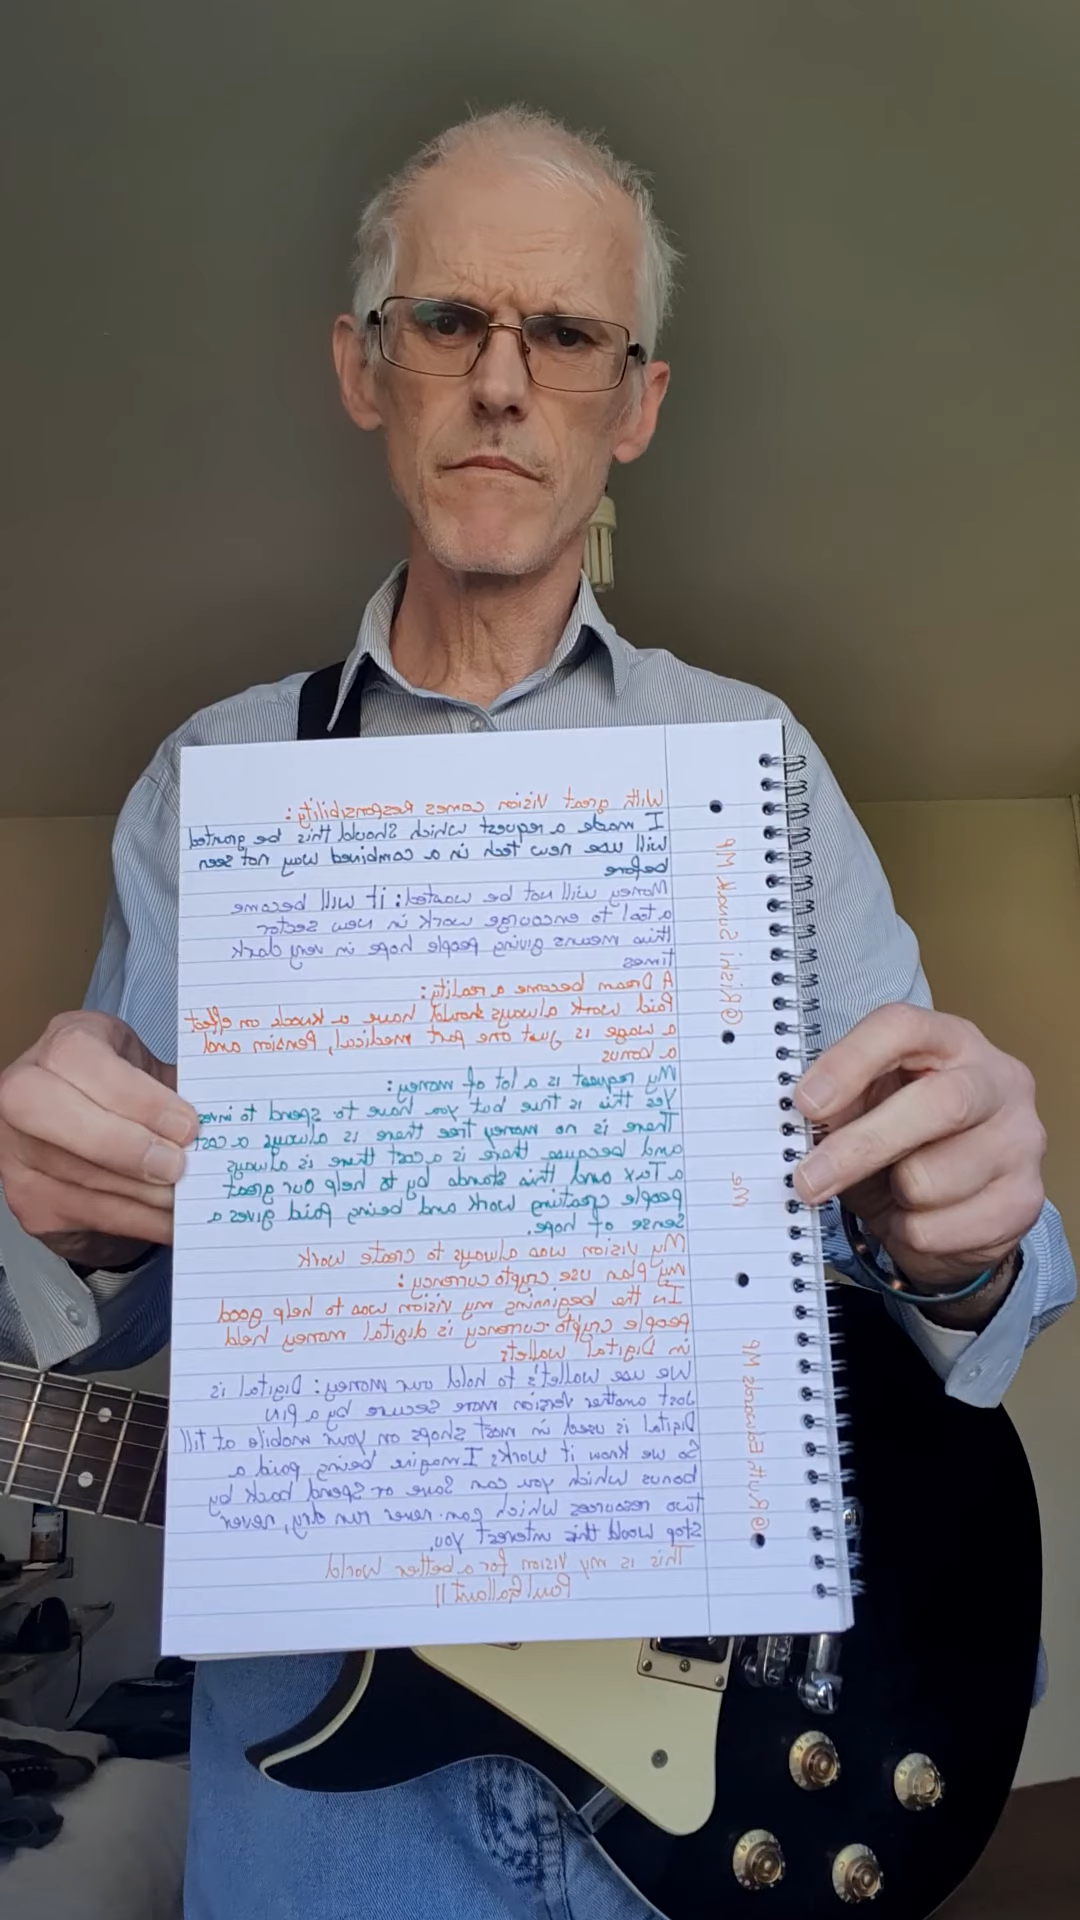 With great Vision comes Responsibility:
I made a request which Should this be granted
will use new tech in a combined way not seen
before
Money will not be wasted: it will become
a tool to encourage work in new sector
this means giving people hope in very dark
times
A Dream become a reality:
Paid work always should have a knock on effect
a wage is Just one part medical, Pension and
a bonus
My request is a lot of money:
Yes this is true but you have to spend to inves
There is no money tree there is always a cost
and because there is a cost there is always
a Tax and this stands by to help our great
people creating work and being Paid gives a
Sense of hope.
My Vision was always to create work
My plan use crypto currency:
In the beginning my vision was to help good
people crypto-currency is digital money held
in Digital wallets
We use wallet's to hold our money: Digital is
Just another version more secure by a Pin
Digital is used in most shops on your mobile at till
So we know it works Imagine being paid a
bonus which you can Save or Spend back by
two resources which can never run dry, never
Stop would this interest you.
This is my Vision for a better World
Paul Gallant 11
@Rishi Sunak MP
Me
@Ruth Edwards MP